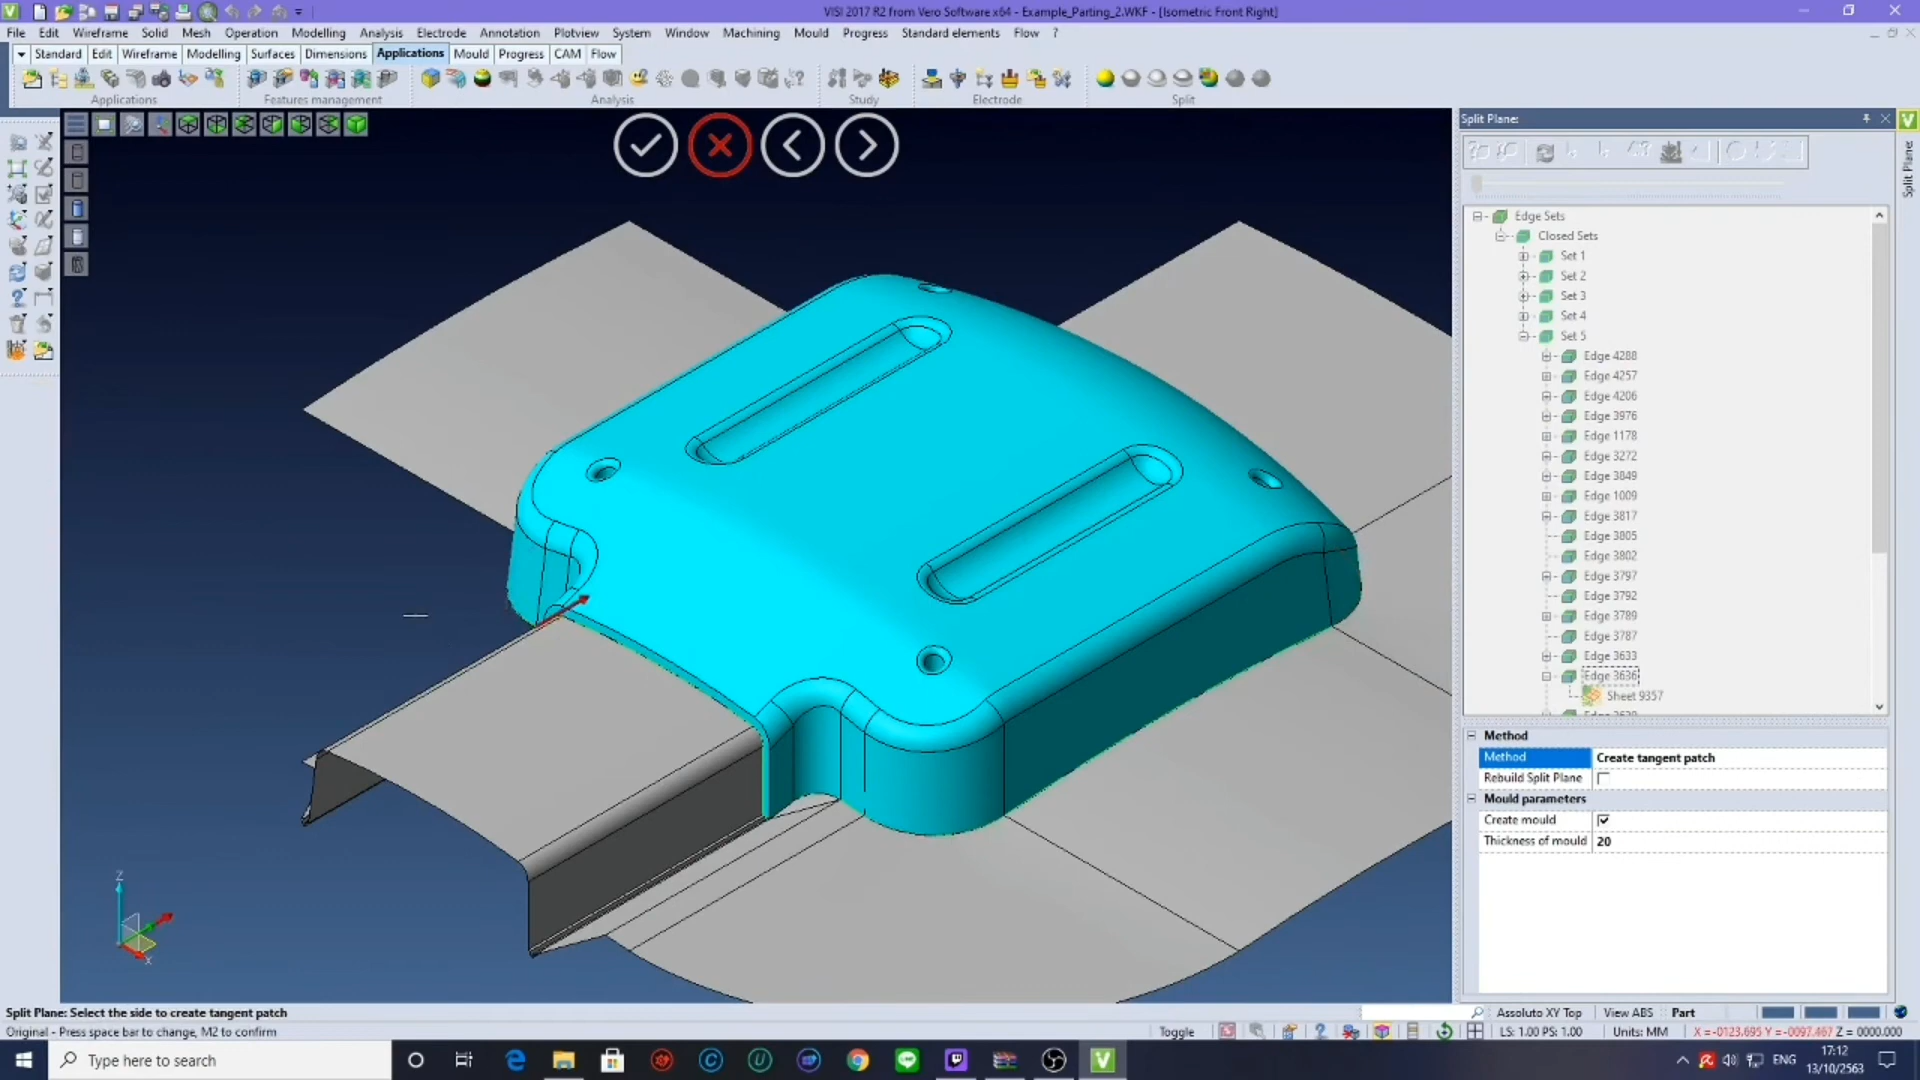 VISI 2017 R2 from Vero Software x64 - Example_Parting_2.WKF - [Isometric Front Right]
File Edit Wireframe Solid Mesh Operation Modelling Analysis Electrode Annotation Plotview System Window Machining Mould Progress Standard elements Flow ?
Standard Edit Wireframe Modelling Surfaces Dimensions Applications Mould Progress CAM Flow
Applications Features management Analysis Study Electrode Split
Split Plane:
Split Plane:
Edge Sets
Closed Sets
Set 1
Set 2
Set 3
Set 4
Set 5
Edge 4288
Edge 4257
Edge 4206
Edge 3976
Edge 1178
Edge 3272
Edge 3849
Edge 1009
Edge 3817
Edge 3805
Edge 3802
Edge 3797
Edge 3792
Edge 3789
Edge 3787
Edge 3633
Edge 3636
Sheet 9357
Method
Method Create tangent patch
Rebuild Split Plane
Mould parameters
Create mould
Thickness of mould 20
Z
X
Split Plane: Select the side to create tangent patch
Assoluto XY Top View ABS Part
Original - Press space bar to change, M2 to confirm
Toggle LS: 1.00 PS: 1.00 Units: MM X =-0123.695 Y =-0097.467 Z = 0000.000
Type here to search
ENG
17:12
13/10/2563